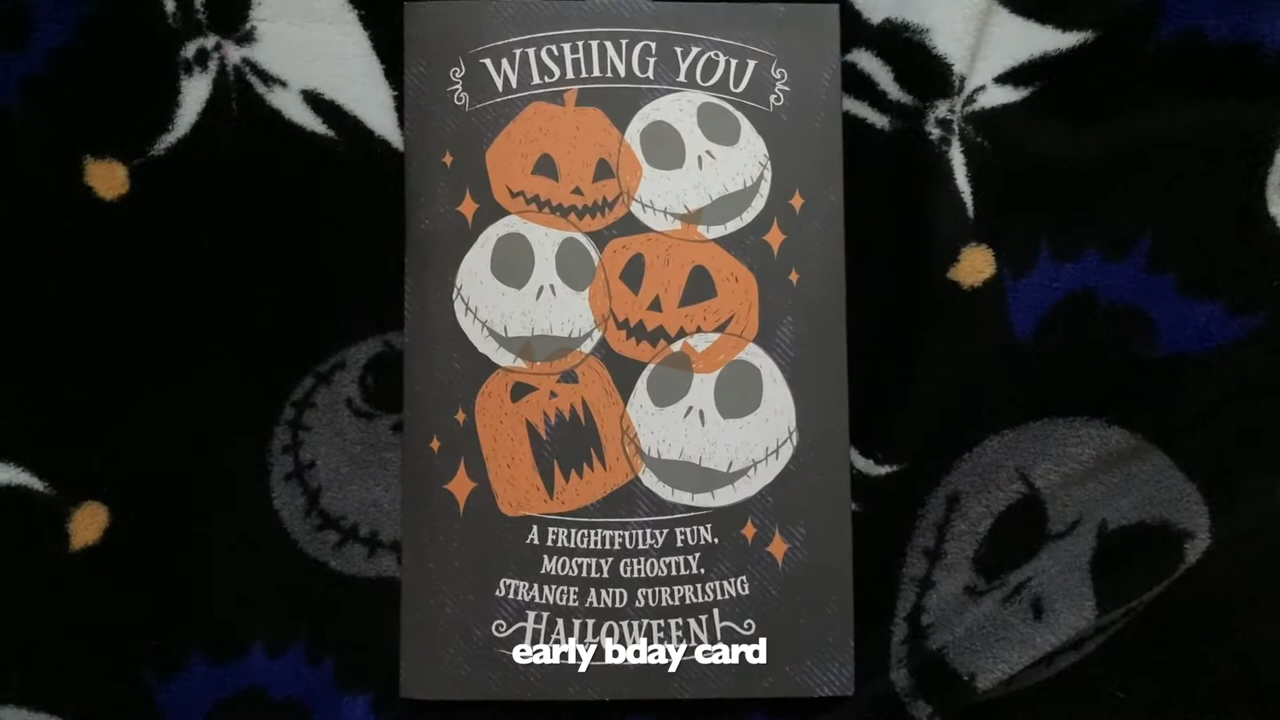 WISHING YOU
A FRIGHTFULLY FUN,
MOSTLY GHOSTLY,
STRANGE AND SURPRISING
HALLOWEEN!
early bday card